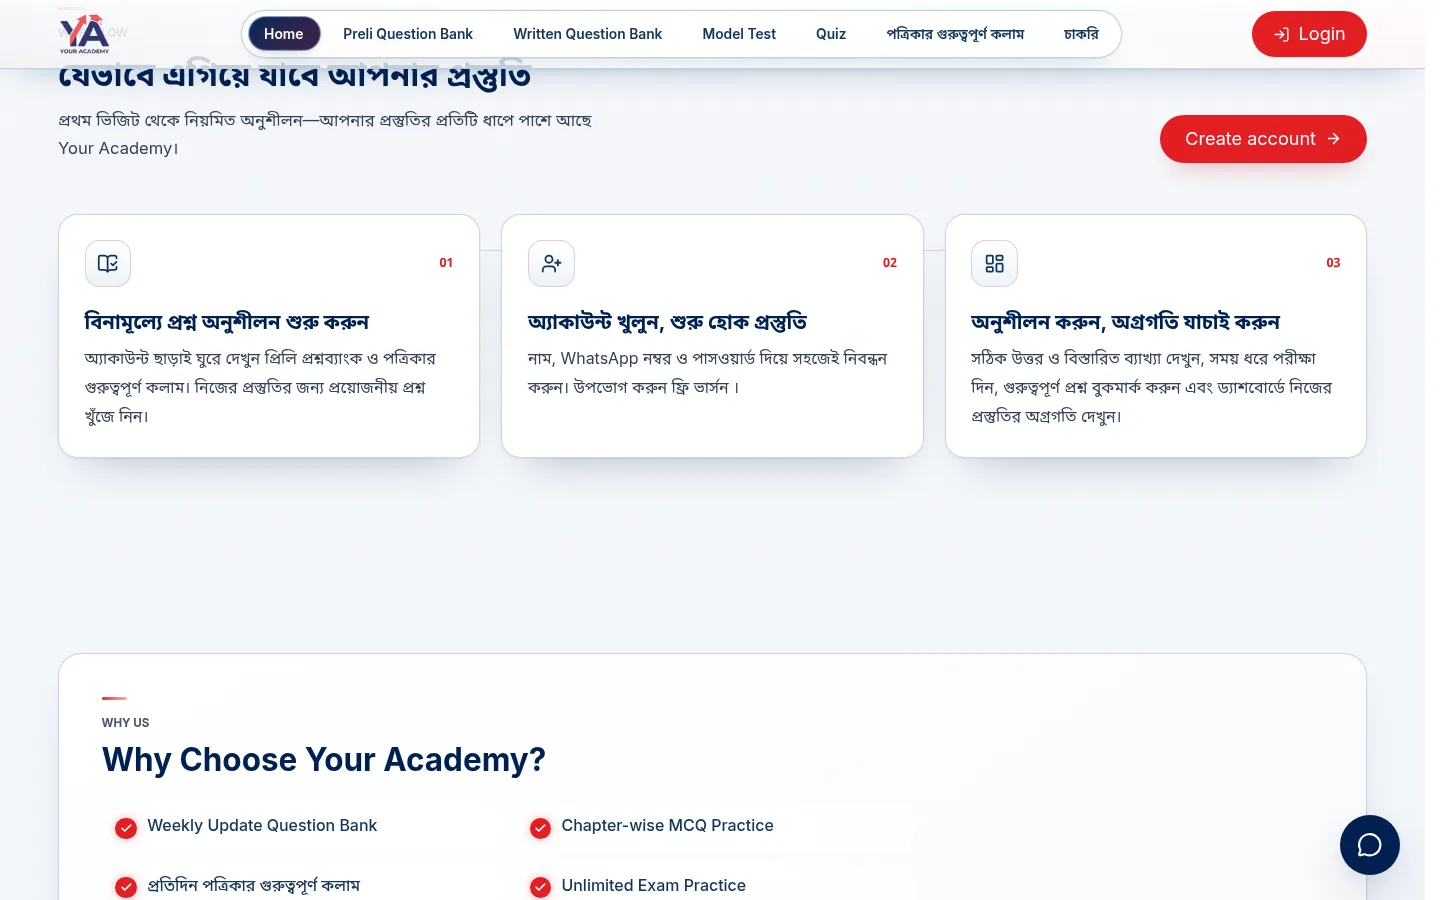 YA
YOUR ACADEMY
Home
Preli Question Bank
Written Question Bank
Model Test
Quiz
পত্রিকার গুরুত্বপূর্ণ কলাম
চাকরি
Login
যেভাবে এগিয়ে যাবে আপনার প্রস্তুতি
প্রথম ভিজিট থেকে নিয়মিত অনুশীলন—আপনার প্রস্তুতির প্রতিটি ধাপে পাশে আছে
Your Academy।
Create account
01
বিনামূল্যে প্রশ্ন অনুশীলন শুরু করুন
অ্যাকাউন্ট ছাড়াই ঘুরে দেখুন প্রিলি প্রশ্নব্যাংক ও পত্রিকার
গুরুত্বপূর্ণ কলাম। নিজের প্রস্তুতির জন্য প্রয়োজনীয় প্রশ্ন
খুঁজে নিন।
02
অ্যাকাউন্ট খুলুন, শুরু হোক প্রস্তুতি
নাম, WhatsApp নম্বর ও পাসওয়ার্ড দিয়ে সহজেই নিবন্ধন
করুন। উপভোগ করুন ফ্রি ভার্সন ।
03
অনুশীলন করুন, অগ্রগতি যাচাই করুন
সঠিক উত্তর ও বিস্তারিত ব্যাখ্যা দেখুন, সময় ধরে পরীক্ষা
দিন, গুরুত্বপূর্ণ প্রশ্ন বুকমার্ক করুন এবং ড্যাশবোর্ডে নিজের
প্রস্তুতির অগ্রগতি দেখুন।
WHY US
Why Choose Your Academy?
Weekly Update Question Bank
Chapter-wise MCQ Practice
প্রতিদিন পত্রিকার গুরুত্বপূর্ণ কলাম
Unlimited Exam Practice